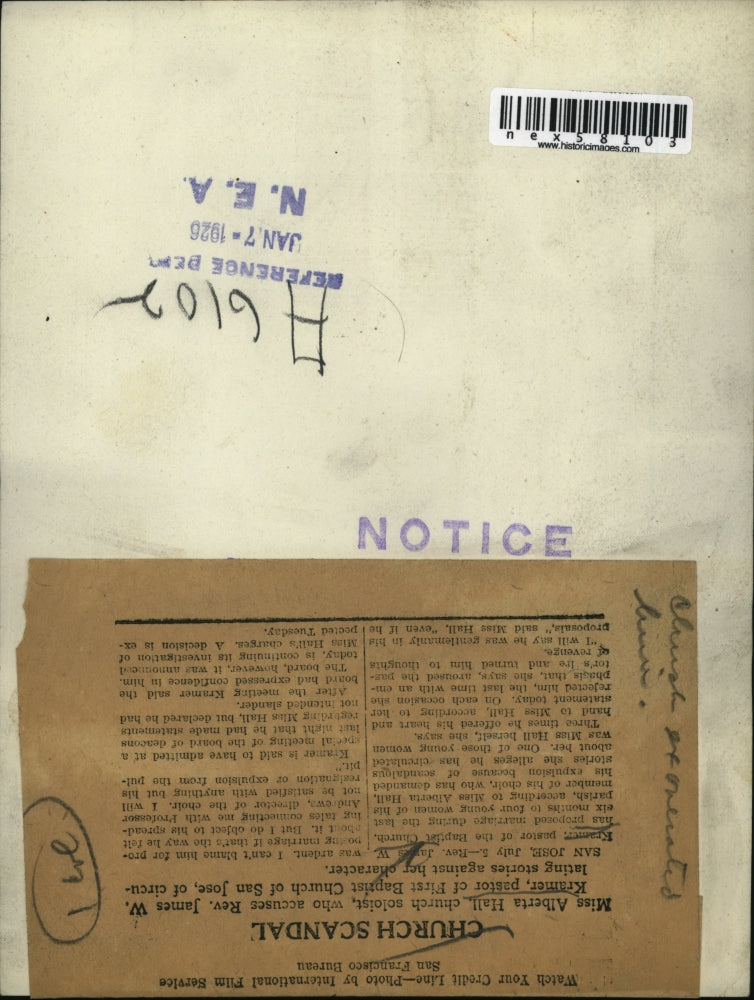 nex58103
www.historicimages.com
N. E. A.
JAN 7 - 1926
REFERENCE DEPT
H 6102
NOTICE
Church exonerated
him.
Watch Your Credit Line—Photo by International Film Service
San Francisco Bureau
CHURCH SCANDAL
Miss Alberta Hall, church soloist, who accuses Rev. James W.
Kramer, pastor of First Baptist Church of San Jose, of circu-
lating stories against her character.
SAN JOSE, July 5.—Rev. James W.
Kramer, pastor of the Baptist Church,
has proposed marriage during the last
six months to four young women of his
parish, according to Miss Alberta Hall,
member of his choir, who has demanded
his expulsion because of scandalous
stories she alleges he has circulated
about her. One of those young women
was Miss Hall herself, she says.
Three times he offered his heart and
hand to Miss Hall, according to her
statement today. On each occasion she
rejected him, the last time with an em-
phasis that, she says, aroused the pas-
tor's ire and turned him to thoughts
of revenge.
"I will say he was gentlemanly in his
proposals," said Miss Hall, "even if he
was ardent. I can't blame him for pro-
posing marriage if that's the way he felt
about it. But I do object to his spread-
ing tales connecting me with Professor
Andrews, director of the choir. I will
not be satisfied with anything but his
resignation or expulsion from the pul-
pit."
Kramer is said to have admitted at a
special meeting of the board of deacons
last night that he had made statements
regarding Miss Hall, but declared he had
not intended slander.
After the meeting Kramer said the
board had expressed confidence in him.
The board, however, it was announced
today, is continuing its investigation of
Miss Hall's charges. A decision is ex-
pected Tuesday.